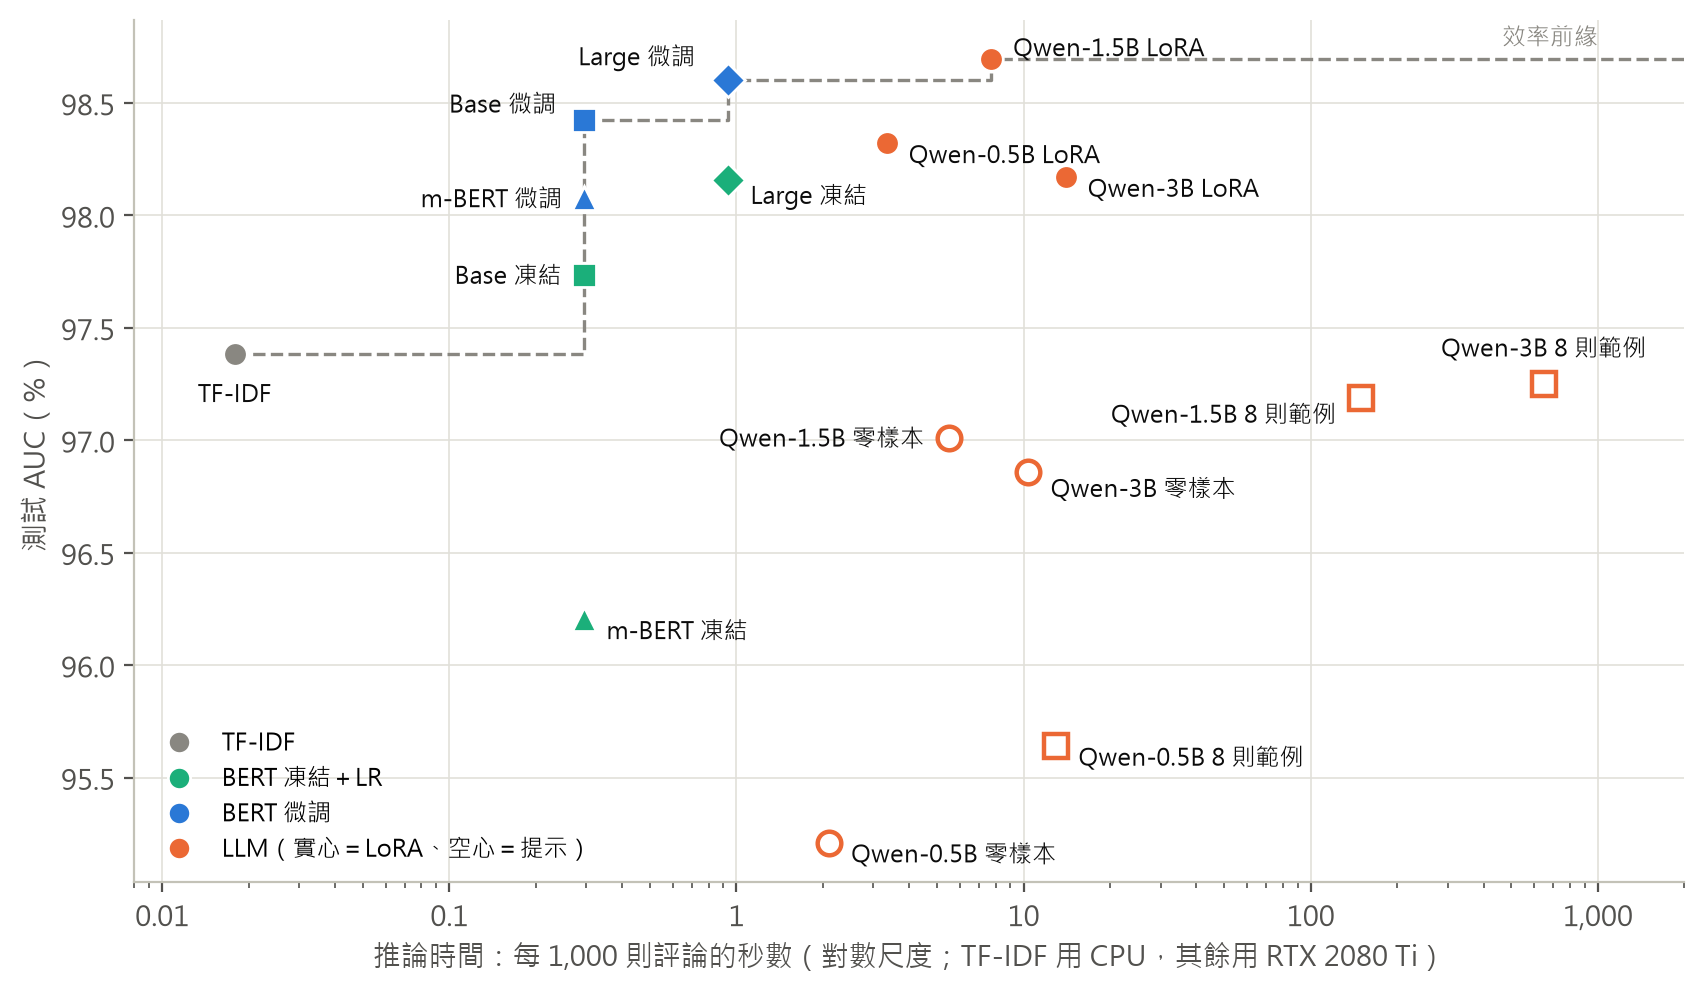 效率前緣
Qwen-1.5B LoRA
Large 微調
Base 微調
Qwen-0.5B LoRA
Qwen-3B LoRA
Large 凍結
m-BERT 微調
Base 凍結
TF-IDF
Qwen-3B 8 則範例
Qwen-1.5B 8 則範例
Qwen-1.5B 零樣本
Qwen-3B 零樣本
m-BERT 凍結
Qwen-0.5B 8 則範例
Qwen-0.5B 零樣本
TF-IDF
BERT 凍結 + LR
BERT 微調
LLM（實心 = LoRA、空心 = 提示）
98.5
98.0
97.5
97.0
96.5
96.0
95.5
測試 AUC（%）
0.01
0.1
1
10
100
1,000
推論時間：每 1,000 則評論的秒數（對數尺度；TF-IDF 用 CPU，其餘用 RTX 2080 Ti）